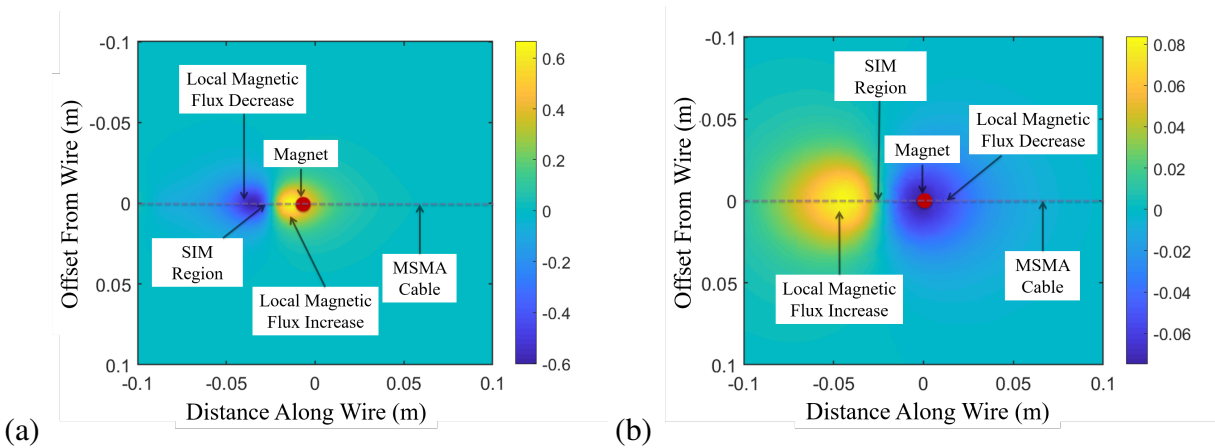 -0.1
-0.05
0
0.05
0.1
Offset From Wire (m)
Local Magnetic
Flux Decrease
Magnet
SIM
Region
Local Magnetic
Flux Increase
MSMA
Cable
-0.1
-0.05
0
0.05
0.1
Distance Along Wire (m)
0.6
0.4
0.2
0
-0.2
-0.4
-0.6
(a)
-0.1
-0.05
0
0.05
0.1
Offset From Wire (m)
SIM
Region
Magnet
Local Magnetic
Flux Decrease
Local Magnetic
Flux Increase
MSMA
Cable
-0.1
-0.05
0
0.05
0.1
Distance Along Wire (m)
0.08
0.06
0.04
0.02
0
-0.02
-0.04
-0.06
(b)